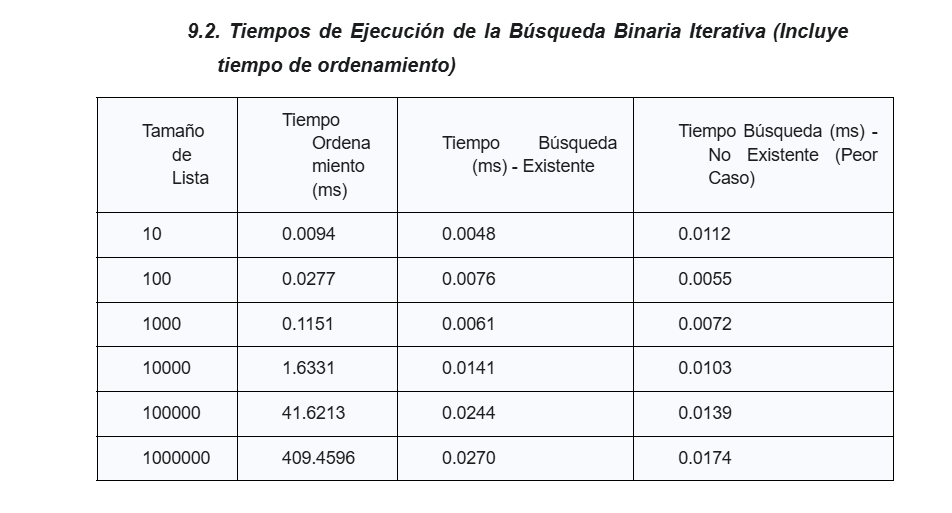 9.2. Tiempos de Ejecución de la Búsqueda Binaria Iterativa (Incluye
tiempo de ordenamiento)
Tamaño
de
Lista
Tiempo
Ordena
miento
(ms)
Tiempo Búsqueda
(ms) - Existente
Tiempo Búsqueda (ms) -
No Existente (Peor
Caso)
10 0.0094 0.0048 0.0112
100 0.0277 0.0076 0.0055
1000 0.1151 0.0061 0.0072
10000 1.6331 0.0141 0.0103
100000 41.6213 0.0244 0.0139
1000000 409.4596 0.0270 0.0174